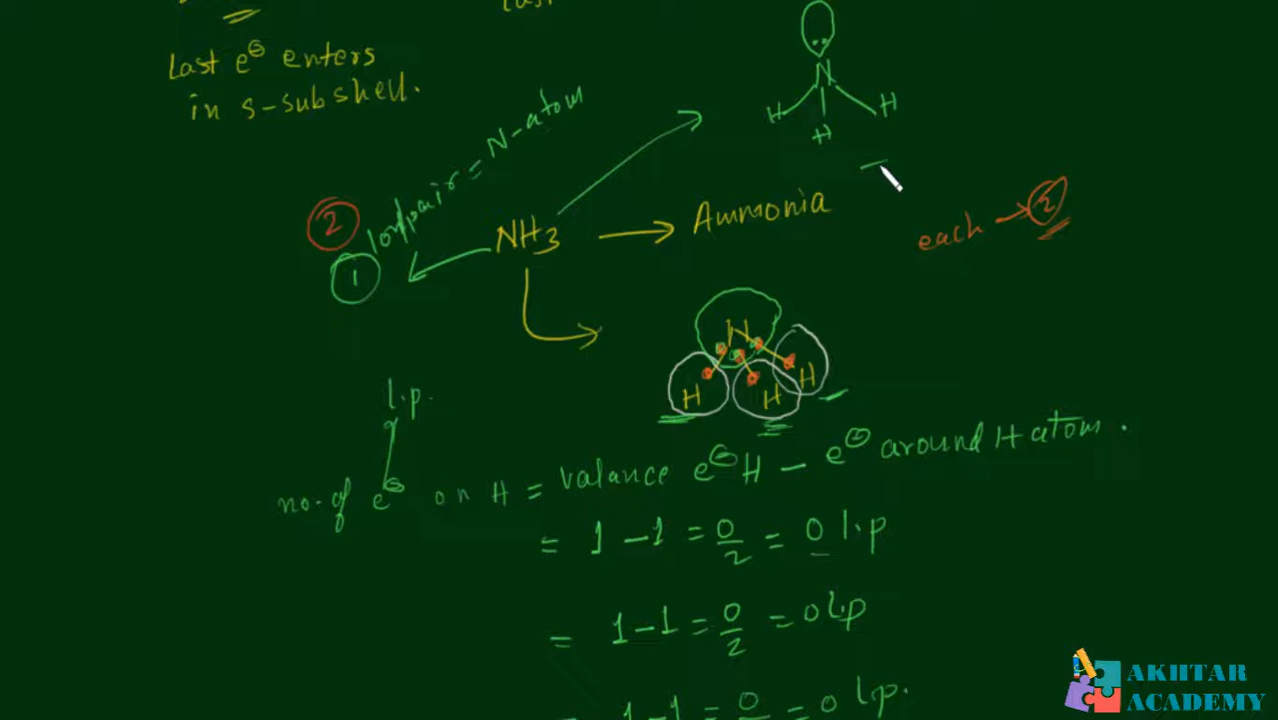 Last e⊖ enters
in s-subshell.
N
H H H
② lonpair = N-atom
①
NH3 → Ammonia
each → ②
N
H H H
l.p.
no. of e⊖ on H = valance e⊖ H − e⊖ around H atom.
= 1 − 1 = 0/2 = 0 l.p
= 1 − 1 = 0/2 = 0 l.p
= 1 − 1 = 0 = 0 l.p.
AKHTAR
ACADEMY